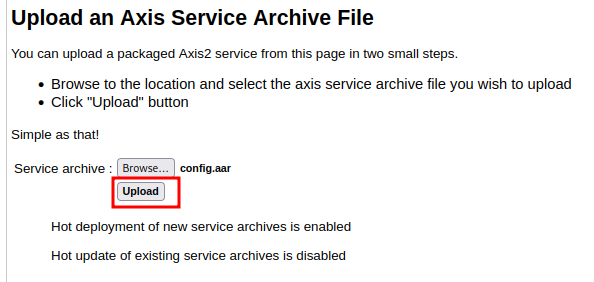 Upload an Axis Service Archive File
You can upload a packaged Axis2 service from this page in two small steps.
• Browse to the location and select the axis service archive file you wish to upload
• Click "Upload" button
Simple as that!
Service archive : Browse... config.aar
Upload
Hot deployment of new service archives is enabled
Hot update of existing service archives is disabled